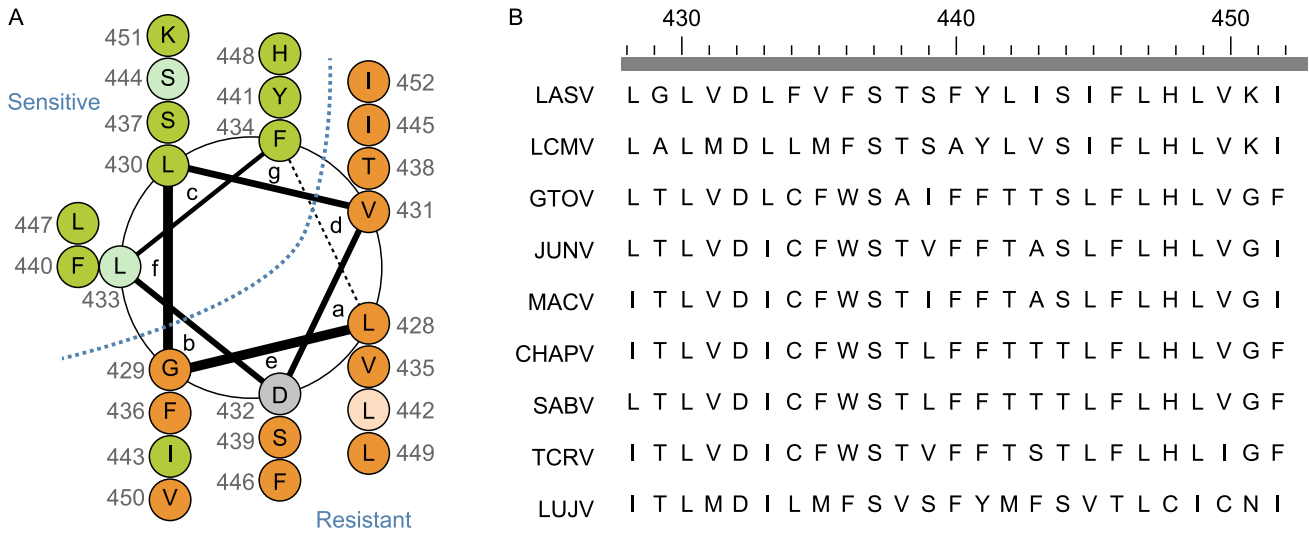 A
451 K
444 S
Sensitive
437 S
430 L
448 H
441 Y
434 F
I 452
I 445
T 438
V 431
c
g
d
447 L
440 F
L
433
f
a
b
e
L 428
V 435
L 442
L 449
429 G
436 F
443 I
450 V
D
432
439 S
446 F
Resistant
B
430 440 450
LASV L G L V D L F V F S T S F Y L I S I F L H L V K I
LCMV L A L M D L L M F S T S A Y L V S I F L H L V K I
GTOV L T L V D L C F W S A I F F T T S L F L H L V G F
JUNV L T L V D I C F W S T V F F T A S L F L H L V G I
MACV I T L V D I C F W S T I F F T A S L F L H L V G I
CHAPV I T L V D I C F W S T L F F T T T L F L H L V G F
SABV L T L V D I C F W S T L F F T T T L F L H L V G F
TCRV I T L V D I C F W S T V F F T S T L F L H L I G F
LUJV I T L M D I L M F S V S F Y M F S V T L C I C N I